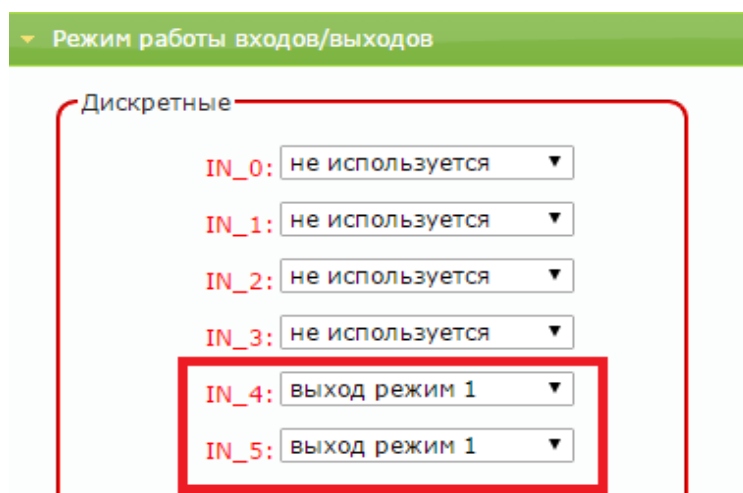 Режим работы входов/выходов
Дискретные
IN_0: не используется
IN_1: не используется
IN_2: не используется
IN_3: не используется
IN_4: выход режим 1
IN_5: выход режим 1